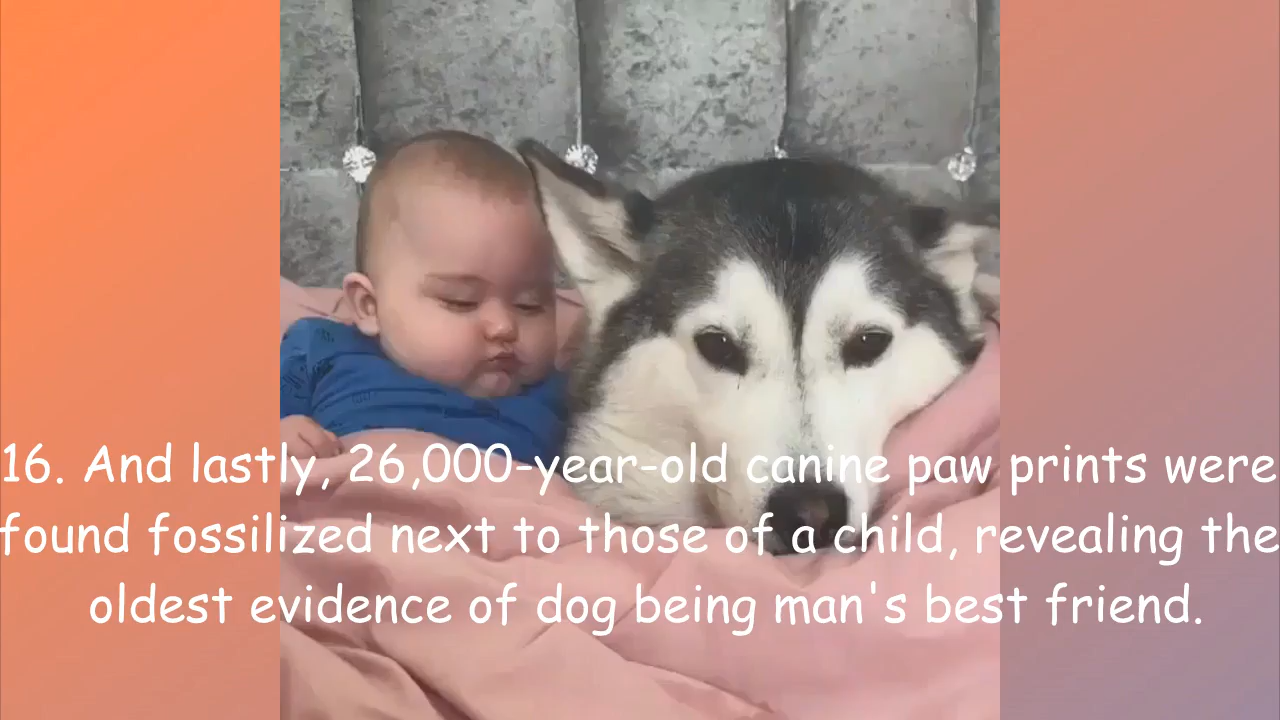 16. And lastly, 26,000-year-old canine paw prints were
found fossilized next to those of a child, revealing the
oldest evidence of dog being man's best friend.